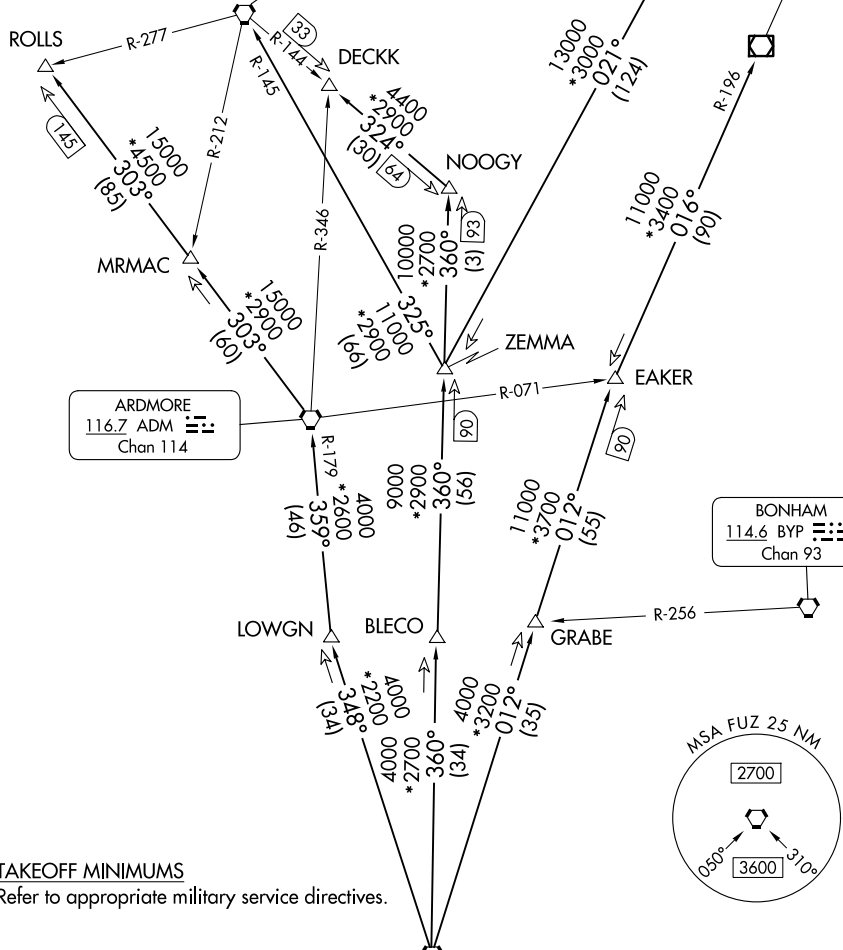 ROLLS
R-277
33
R-144
DECKK
R-145
13000
*3000
021°
(124)
R-196
145
15000
*4500
303°
(85)
R-212
4400
*2900
324°
(30)
64
NOOGY
93
R-346
10000
*2700
360°
(3)
11000
*3400
016°
(90)
MRMAC
15000
*2900
303°
(60)
325°
11000
*2900
(66)
ZEMMA
EAKER
R-071
ARDMORE
116.7 ADM
Chan 114
90
90
R-179
4000
*2600
359°
(46)
9000
*2900
360°
(56)
11000
*3700
012°
(55)
BONHAM
114.6 BYP
Chan 93
R-256
LOWGN
BLECO
GRABE
4000
*2200
348°
(34)
4000
*2700
360°
(34)
4000
*3200
012°
(35)
MSA FUZ 25 NM
2700
050°
310°
3600
TAKEOFF MINIMUMS
Refer to appropriate military service directives.